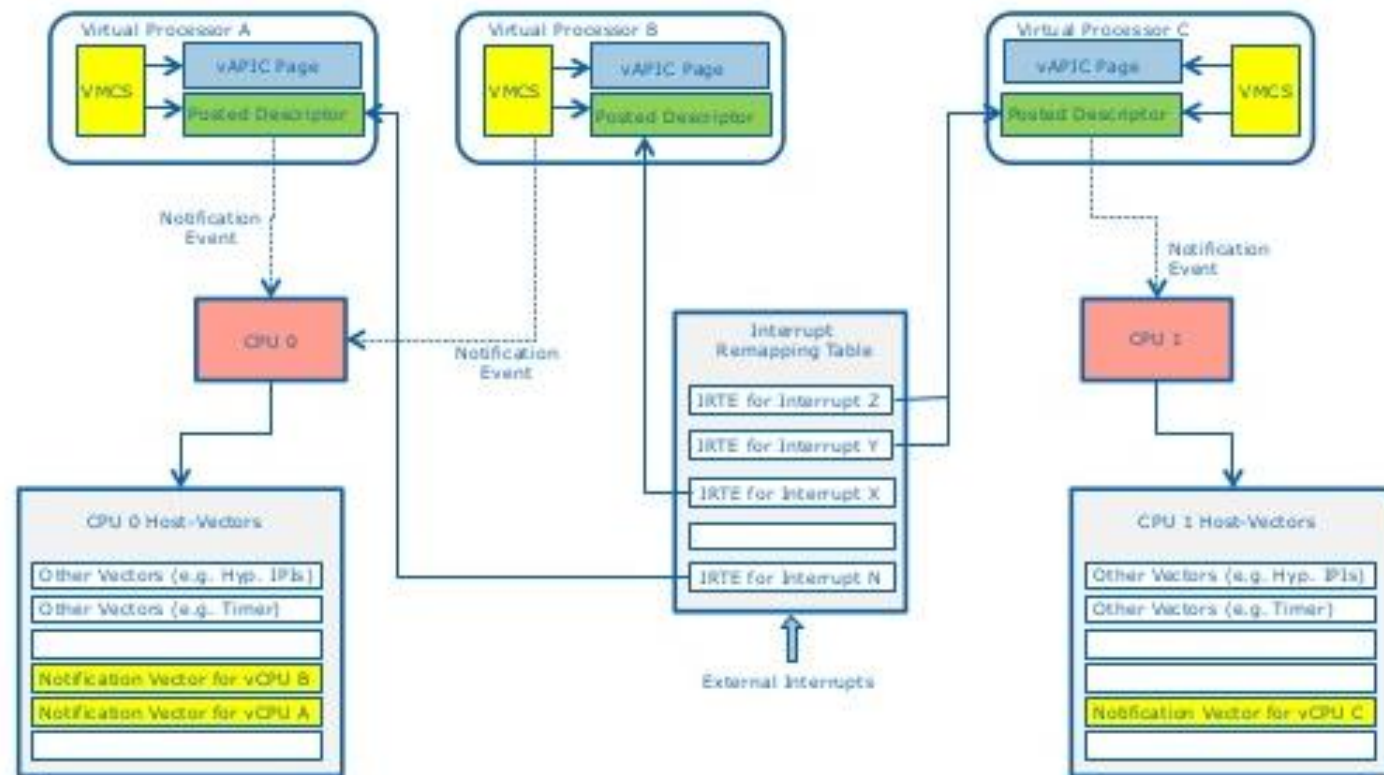 Virtual Processor A
VMCS
vAPIC Page
Posted Descriptor
Virtual Processor B
VMCS
vAPIC Page
Posted Descriptor
Virtual Processor C
vAPIC Page
Posted Descriptor
VMCS
Notification
Event
Notification
Event
Notification
Event
CPU 0
CPU 1
Interrupt
Remapping Table
IRTE for Interrupt Z
IRTE for Interrupt Y
IRTE for Interrupt X
IRTE for Interrupt N
External Interrupts
CPU 0 Host-Vectors
Other Vectors (e.g. Hyp. IPIs)
Other Vectors (e.g. Timer)
Notification Vector for vCPU B
Notification Vector for vCPU A
CPU 1 Host-Vectors
Other Vectors (e.g. Hyp. IPIs)
Other Vectors (e.g. Timer)
Notification Vector for vCPU C